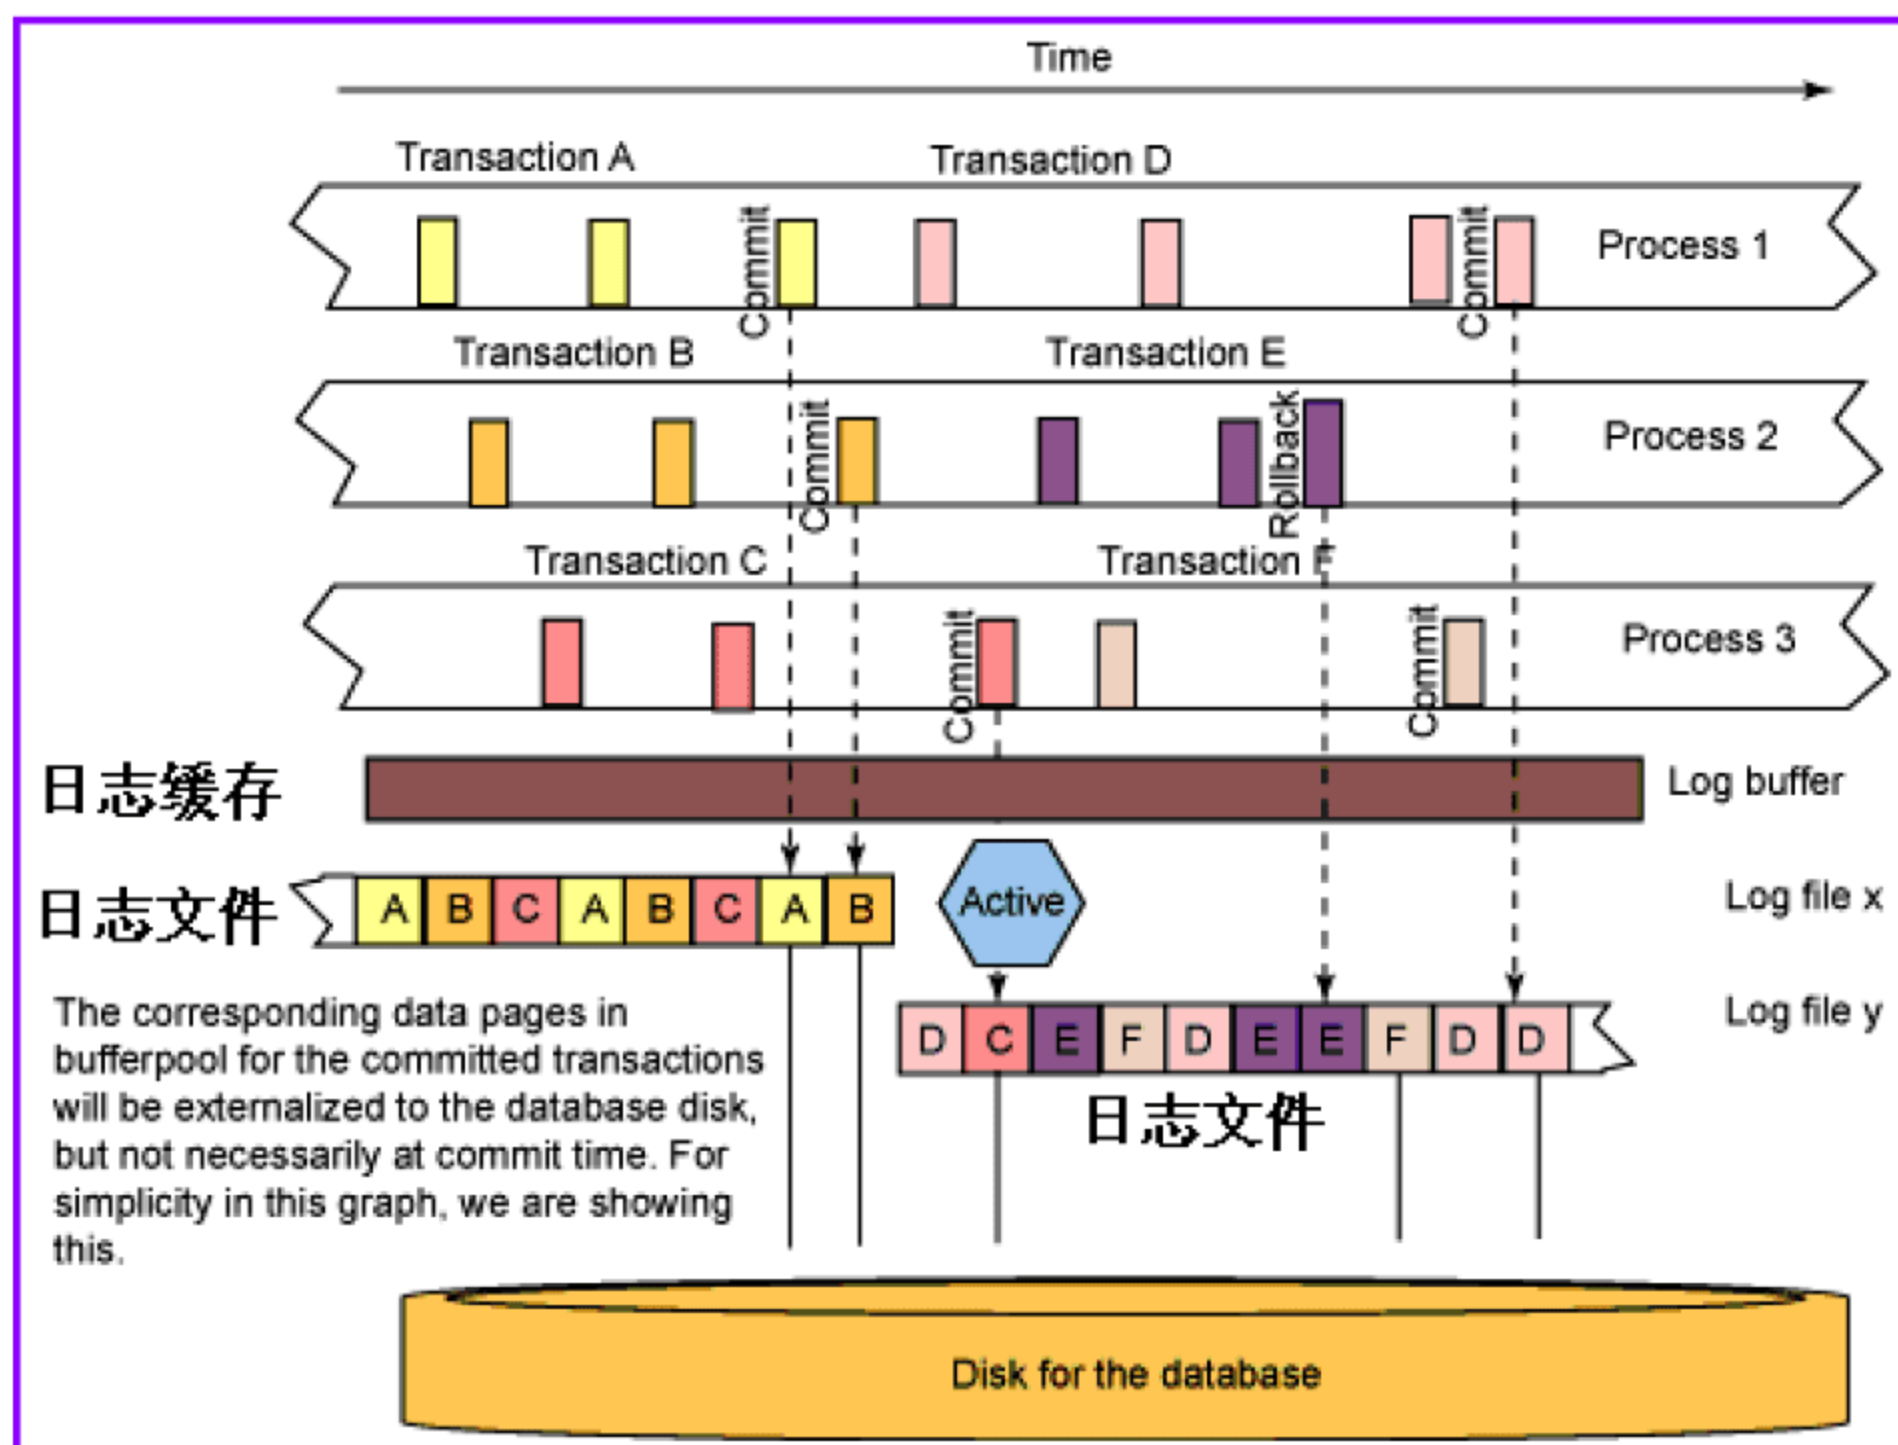 Time
Transaction A
Transaction D
Commit
Commit
Process 1
Transaction B
Transaction E
Commit
Rollback
Process 2
Transaction C
Transaction F
Commit
Commit
Process 3
日志缓存
Log buffer
日志文件
A B C A B C A B
Active
Log file x
The corresponding data pages in
bufferpool for the committed transactions
will be externalized to the database disk,
but not necessarily at commit time. For
simplicity in this graph, we are showing
this.
D C E F D E E F D D
Log file y
日志文件
Disk for the database